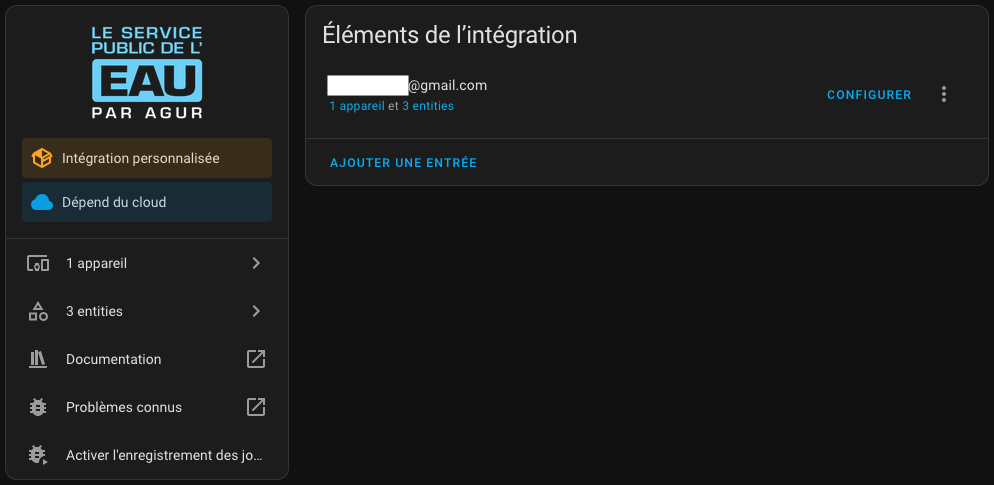 LE SERVICE
PUBLIC DE L'
EAU
PAR AGUR
Intégration personnalisée
Dépend du cloud
1 appareil
3 entities
Documentation
Problèmes connus
Activer l'enregistrement des jo…
Éléments de l’intégration
@gmail.com
1 appareil et 3 entities
CONFIGURER
AJOUTER UNE ENTRÉE